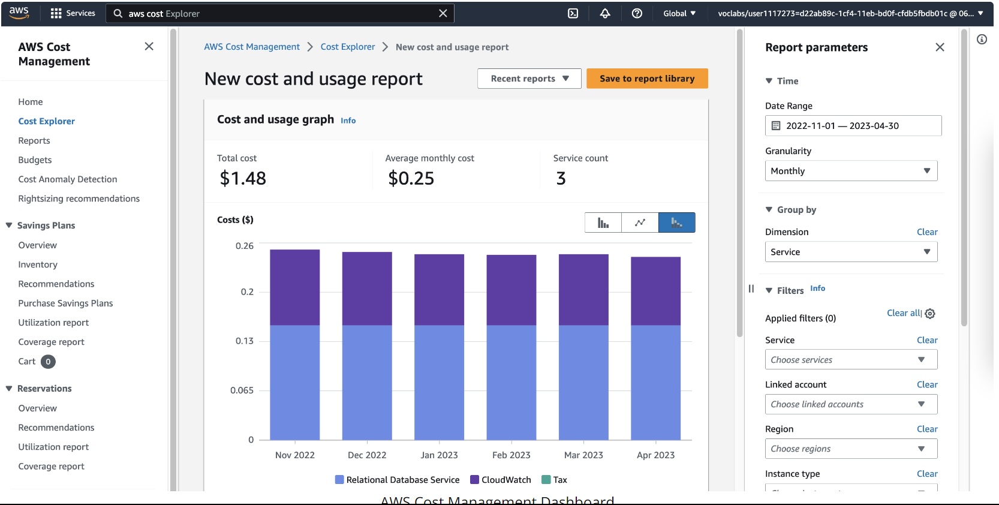 aws
Services
aws cost Explorer
Global
voclabs/user1117273=d22ab89c-1cf4-11eb-bd0f-cfdb5fbdb01c @ 06...
AWS Cost
Management
Home
Cost Explorer
Reports
Budgets
Cost Anomaly Detection
Rightsizing recommendations
Savings Plans
Overview
Inventory
Recommendations
Purchase Savings Plans
Utilization report
Coverage report
Cart 0
Reservations
Overview
Recommendations
Utilization report
Coverage report
AWS Cost Management > Cost Explorer > New cost and usage report
New cost and usage report
Recent reports
Save to report library
Cost and usage graph Info
Total cost
$1.48
Average monthly cost
$0.25
Service count
3
Costs ($)
0.26
0.2
0.13
0.065
0
Nov 2022 Dec 2022 Jan 2023 Feb 2023 Mar 2023 Apr 2023
Relational Database Service CloudWatch Tax
AWS Cost Management Dashboard
Report parameters
Time
Date Range
2022-11-01 — 2023-04-30
Granularity
Monthly
Group by
Dimension Clear
Service
Filters Info
Applied filters (0) Clear all|
Service Clear
Choose services
Linked account Clear
Choose linked accounts
Region Clear
Choose regions
Instance type Clear